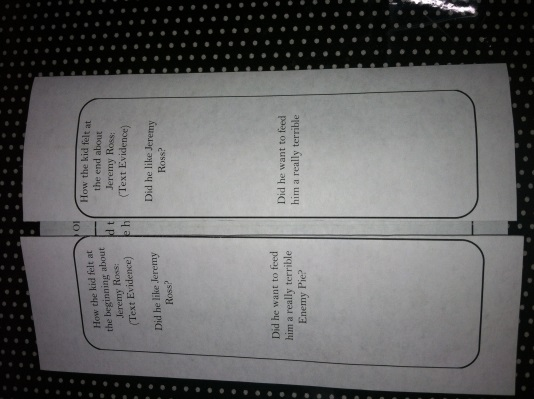 How the kid felt at
the beginning about
Jeremy Ross:
(Text Evidence)
Did he like Jeremy
Ross?
Did he want to feed
him a really terrible
Enemy Pie?
How the kid felt at
the end about
Jeremy Ross:
(Text Evidence)
Did he like Jeremy
Ross?
Did he want to feed
him a really terrible